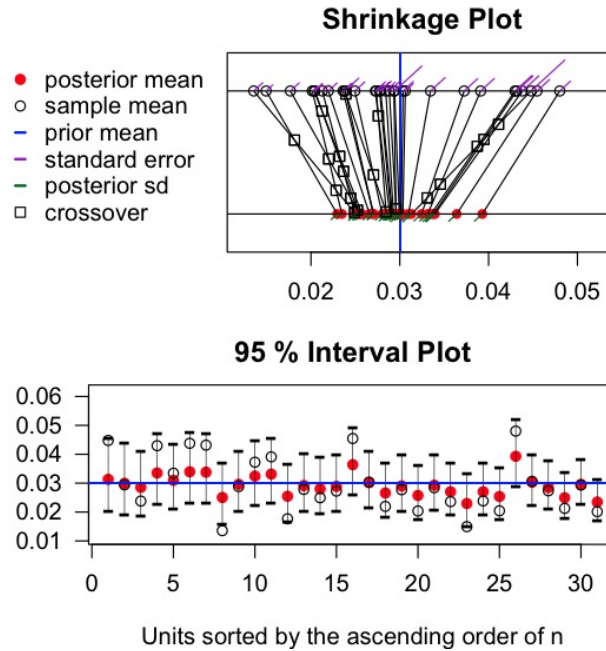 Shrinkage Plot
posterior mean
sample mean
prior mean
standard error
posterior sd
crossover
0.02 0.03 0.04 0.05
95 % Interval Plot
0.06
0.05
0.04
0.03
0.02
0.01
0 5 10 15 20 25 30
Units sorted by the ascending order of n